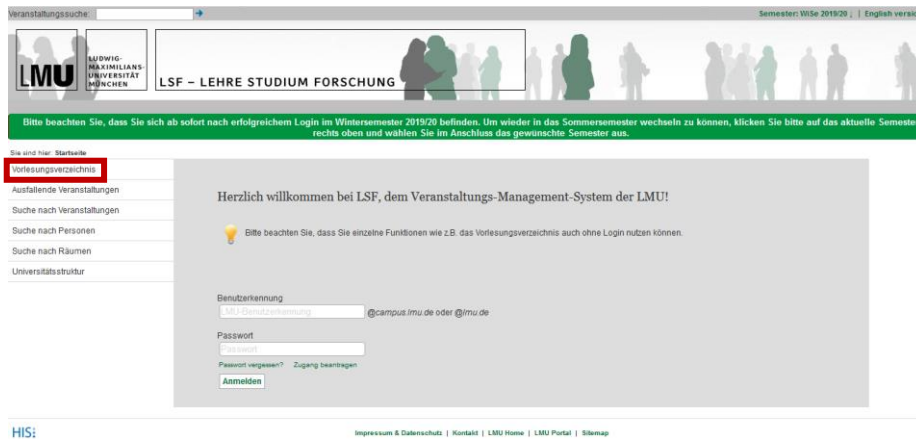 Veranstaltungssuche:
Semester: WiSe 2019/20 | English versio
LMU
LUDWIG-
MAXIMILIANS-
UNIVERSITÄT
MÜNCHEN
LSF – LEHRE STUDIUM FORSCHUNG
Bitte beachten Sie, dass Sie sich ab sofort nach erfolgreichem Login im Wintersemester 2019/20 befinden. Um wieder in das Sommersemester wechseln zu können, klicken Sie bitte auf das aktuelle Semeste
rechts oben und wählen Sie im Anschluss das gewünschte Semester aus.
Sie sind hier: Startseite
Vorlesungsverzeichnis
Ausfallende Veranstaltungen
Suche nach Veranstaltungen
Suche nach Personen
Suche nach Räumen
Universitätsstruktur
Herzlich willkommen bei LSF, dem Veranstaltungs-Management-System der LMU!
Bitte beachten Sie, dass Sie einzelne Funktionen wie z.B. das Vorlesungsverzeichnis auch ohne Login nutzen können.
Benutzerkennung
LMU-Benutzerkennung @campus.lmu.de oder @lmu.de
Passwort
Passwort
Passwort vergessen? Zugang beantragen
Anmelden
HIS
Impressum & Datenschutz | Kontakt | LMU Home | LMU Portal | Sitemap